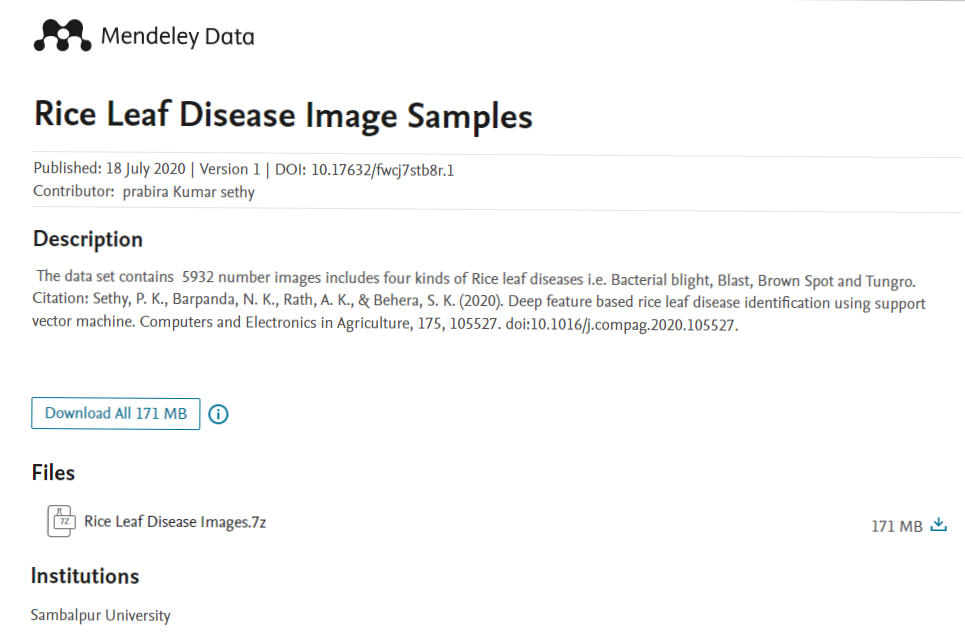 Mendeley Data
Rice Leaf Disease Image Samples
Published: 18 July 2020 | Version 1 | DOI: 10.17632/fwcj7stb8r.1
Contributor: prabira Kumar sethy
Description
The data set contains 5932 number images includes four kinds of Rice leaf diseases i.e. Bacterial blight, Blast, Brown Spot and Tungro.
Citation: Sethy, P. K., Barpanda, N. K., Rath, A. K., & Behera, S. K. (2020). Deep feature based rice leaf disease identification using support
vector machine. Computers and Electronics in Agriculture, 175, 105527. doi:10.1016/j.compag.2020.105527.
Download All 171 MB i
Files
7Z Rice Leaf Disease Images.7z 171 MB
Institutions
Sambalpur University